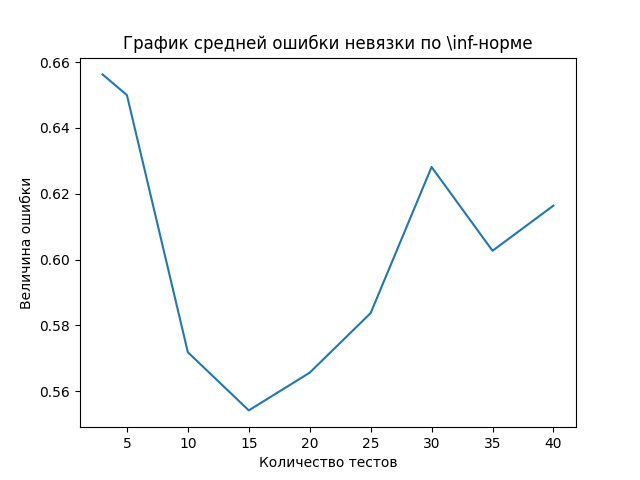 График средней ошибки невязки по \inf-норме
0.66
0.64
0.62
0.60
0.58
0.56
Величина ошибки
5 10 15 20 25 30 35 40
Количество тестов